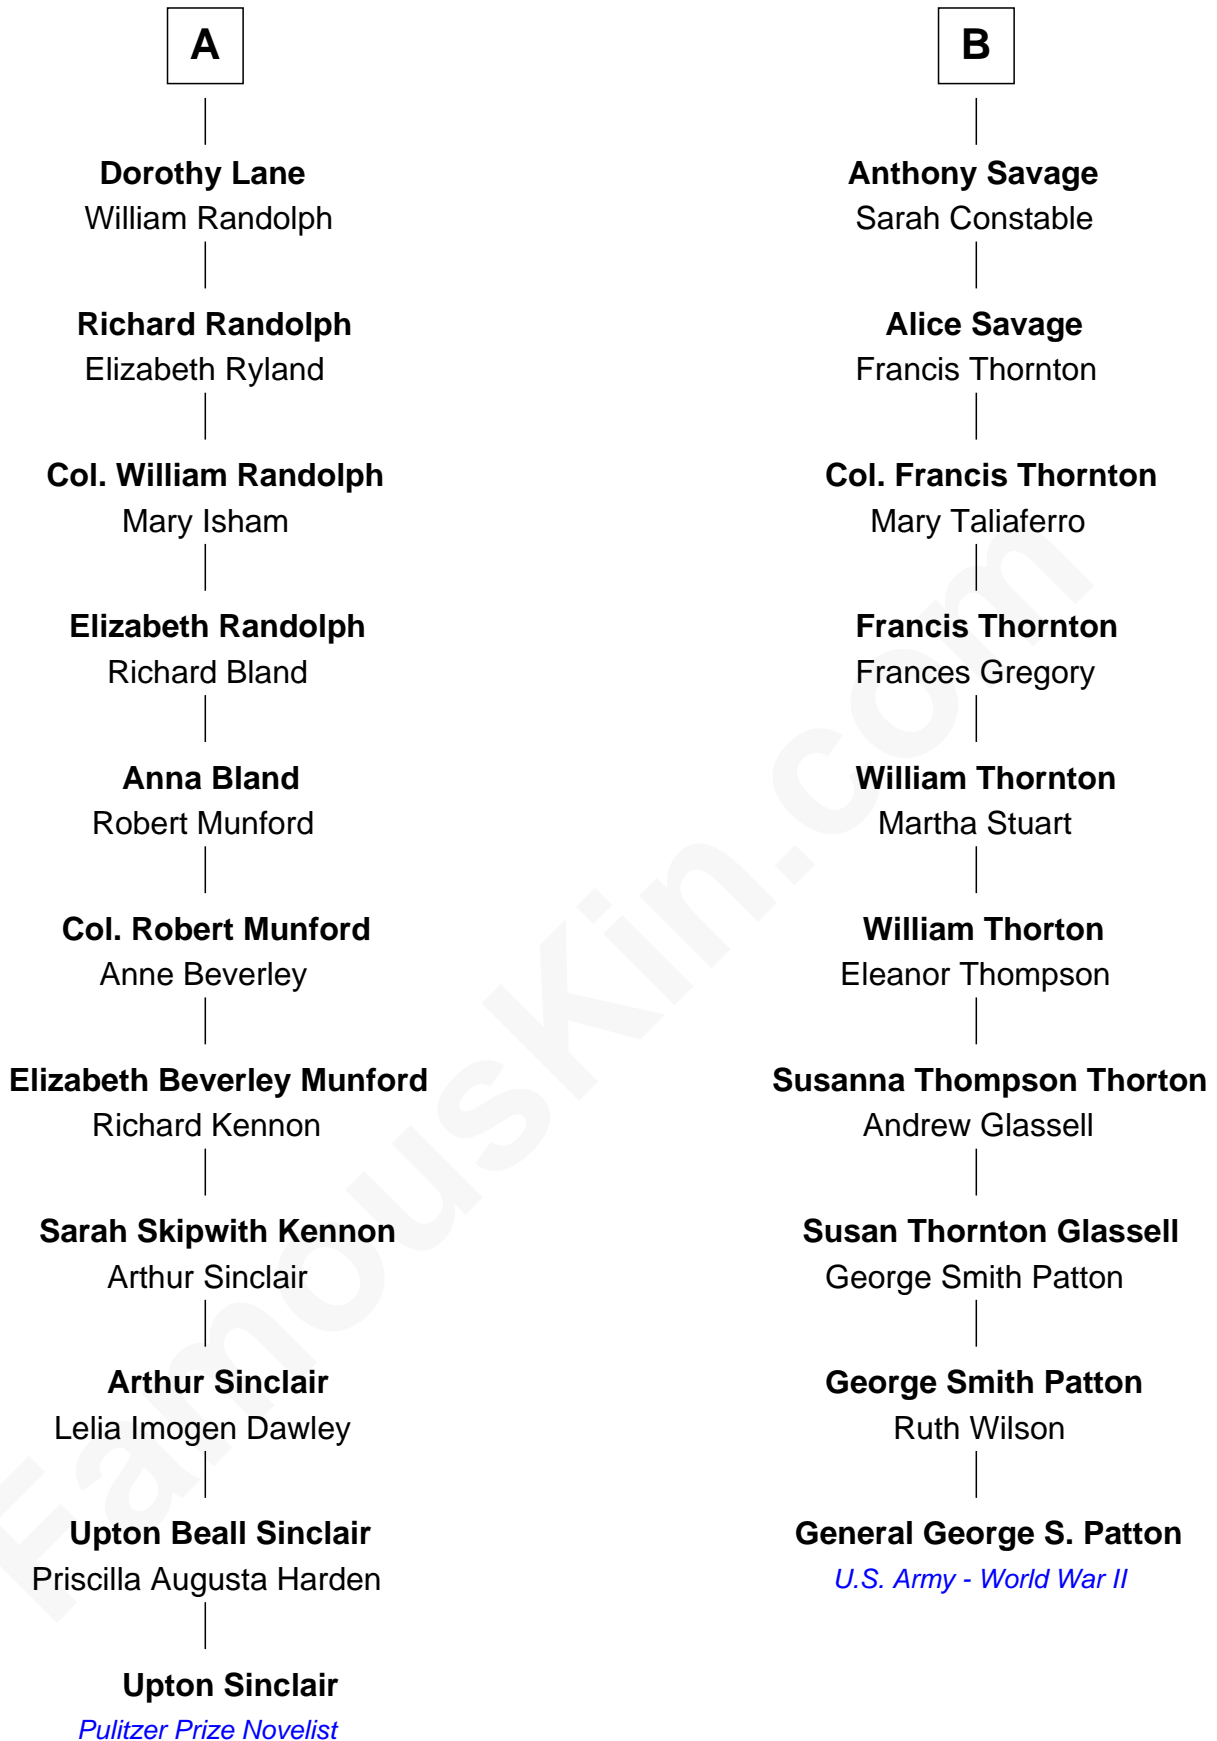 A
Dorothy Lane
William Randolph
Richard Randolph
Elizabeth Ryland
Col. William Randolph
Mary Isham
Elizabeth Randolph
Richard Bland
Anna Bland
Robert Munford
Col. Robert Munford
Anne Beverley
Elizabeth Beverley Munford
Richard Kennon
Sarah Skipwith Kennon
Arthur Sinclair
Arthur Sinclair
Lelia Imogen Dawley
Upton Beall Sinclair
Priscilla Augusta Harden
Upton Sinclair
Pulitzer Prize Novelist
B
Anthony Savage
Sarah Constable
Alice Savage
Francis Thornton
Col. Francis Thornton
Mary Taliaferro
Francis Thornton
Frances Gregory
William Thornton
Martha Stuart
William Thorton
Eleanor Thompson
Susanna Thompson Thorton
Andrew Glassell
Susan Thornton Glassell
George Smith Patton
George Smith Patton
Ruth Wilson
General George S. Patton
U.S. Army - World War II
FamousKin.com